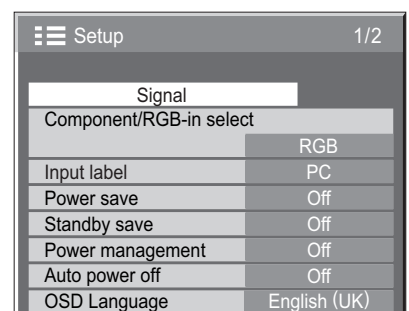 Setup 1/2
Signal
Component/RGB-in select
RGB
Input label PC
Power save Off
Standby save Off
Power management Off
Auto power off Off
OSD Language English (UK)